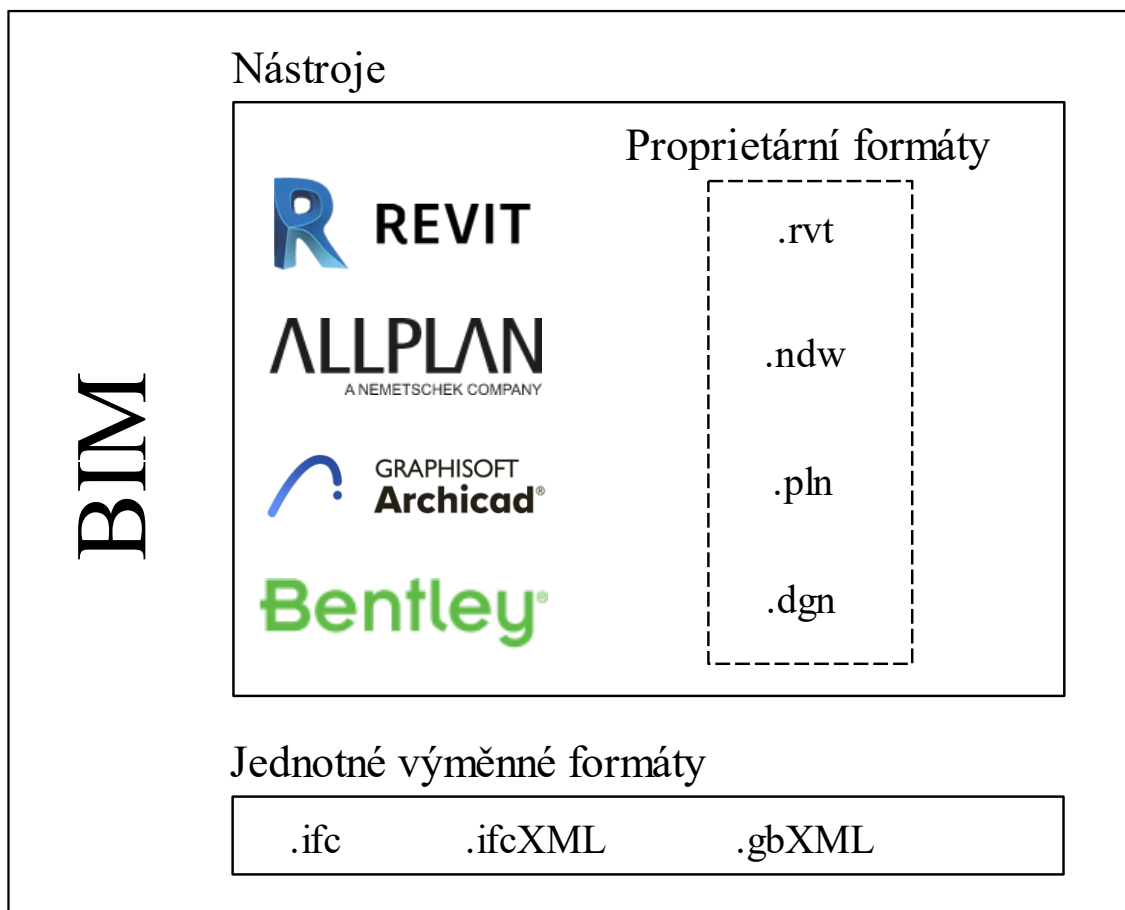 Nástroje
Proprietární formáty
REVIT
.rvt
ALLPLAN
A NEMETSCHEK COMPANY
.ndw
GRAPHISOFT
Archicad®
.pln
Bentley®
.dgn
BIM
Jednotné výměnné formáty
.ifc .ifcXML .gbXML